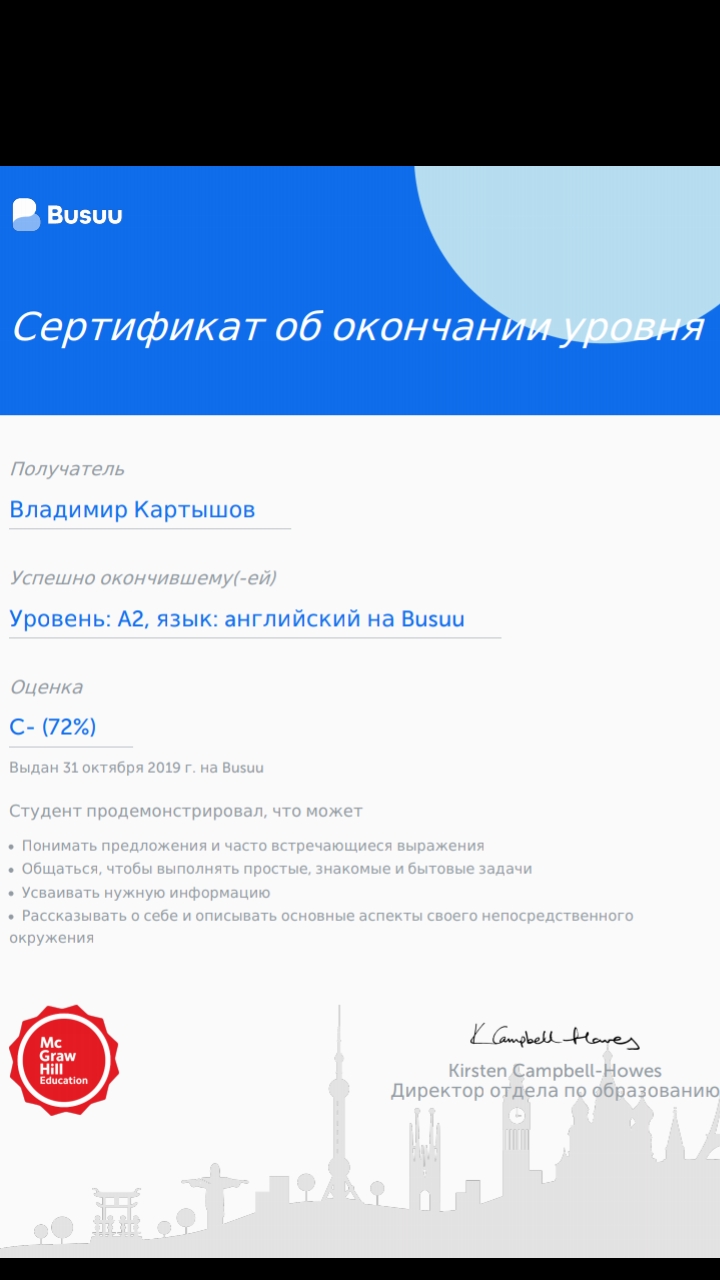 Busuu
Сертификат об окончании уровня
Получатель
Владимир Картышов
Успешно окончившему(-ей)
Уровень: A2, язык: английский на Busuu
Оценка
C- (72%)
Выдан 31 октября 2019 г. на Busuu
Студент продемонстрировал, что может
• Понимать предложения и часто встречающиеся выражения
• Общаться, чтобы выполнять простые, знакомые и бытовые задачи
• Усваивать нужную информацию
• Рассказывать о себе и описывать основные аспекты своего непосредственного
окружения
Mc
Graw
Hill
Education
K Campbell-Howes
Kirsten Campbell-Howes
Директор отдела по образованию